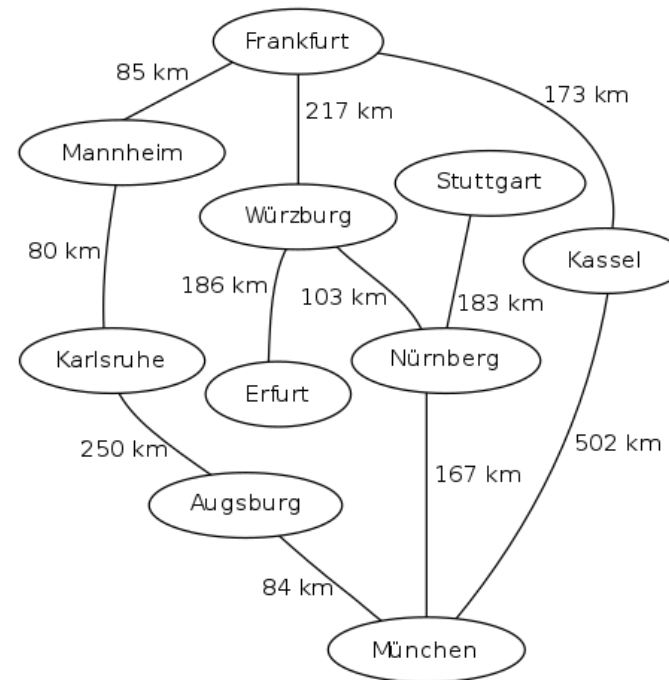 Frankfurt
85 km
173 km
217 km
Mannheim
Stuttgart
Würzburg
Kassel
80 km
186 km
103 km
183 km
Karlsruhe
Nürnberg
Erfurt
250 km
502 km
167 km
Augsburg
84 km
München